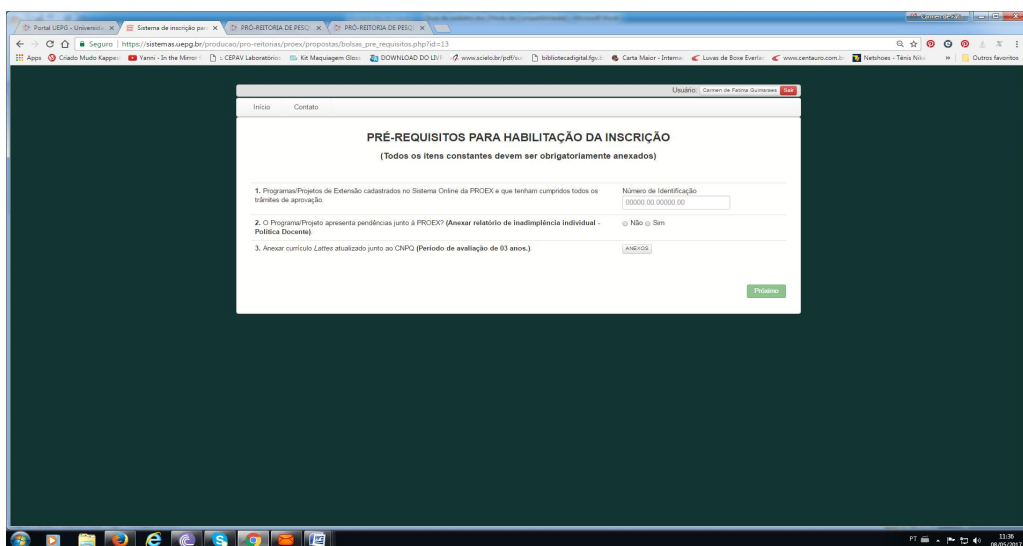 Portal UEPG - Universid
Sistema de inscrição par
PRÓ-REITORIA DE PESQ
PRÓ-REITORIA DE PESQ
Seguro | https://sistemas.uepg.br/producao/pro-reitorias/proex/propostas/bolsas_pre_requisitos.php?id=13
Apps Criado Mudo Kappes Yanni - In the Mirror CEPAV Laboratórios Kit Maquiagem Glos DOWNLOAD DO LIV www.scielo.br/pdf/su bibliotecadigital.fgv.b Carta Maior - Interna Luvas de Boxe Everla www.centauro.com.b Netshoes - Tênis Nik Outros favoritos
Usuário: Carmen de Fatima Guimaraes Sair
Início Contato
PRÉ-REQUISITOS PARA HABILITAÇÃO DA INSCRIÇÃO
(Todos os itens constantes devem ser obrigatoriamente anexados)
1. Programas/Projetos de Extensão cadastrados no Sistema Online da PROEX e que tenham cumpridos todos os
trâmites de aprovação.
Número de Identificação
00000.00.00000.00
2. O Programa/Projeto apresenta pendências junto à PROEX? (Anexar relatório de inadimplência individual -
Política Docente).
Não Sim
3. Anexar currículo Lattes atualizado junto ao CNPQ (Período de avaliação de 03 anos.)
ANEXOS
Próximo
PT 11:36
08/05/2017